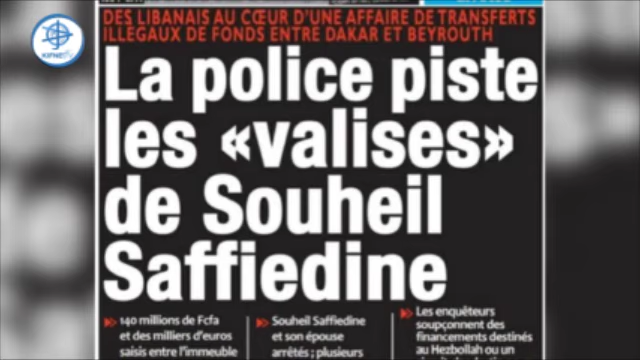 KIFNEWS
DES LIBANAIS AU CŒUR D'UNE AFFAIRE DE TRANSFERTS
ILLEGAUX DE FONDS ENTRE DAKAR ET BEYROUTH
La police piste
les «valises»
de Souheil
Saffiedine
140 millions de Fcfa
et des milliers d'euros
saisis entre l'immeuble
Souheil Saffiedine
et son épouse
arrêtés ; plusieurs
Les enquêteurs
soupçonnent des
financements destinés
au Hezbollah ou un